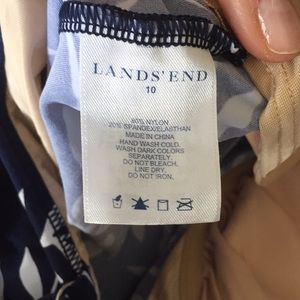 LANDS' END
10
80% NYLON
20% SPANDEX/ELASTHAN
MADE IN CHINA
HAND WASH COLD.
WASH DARK COLORS
SEPARATELY.
DO NOT BLEACH.
LINE DRY.
DO NOT IRON.